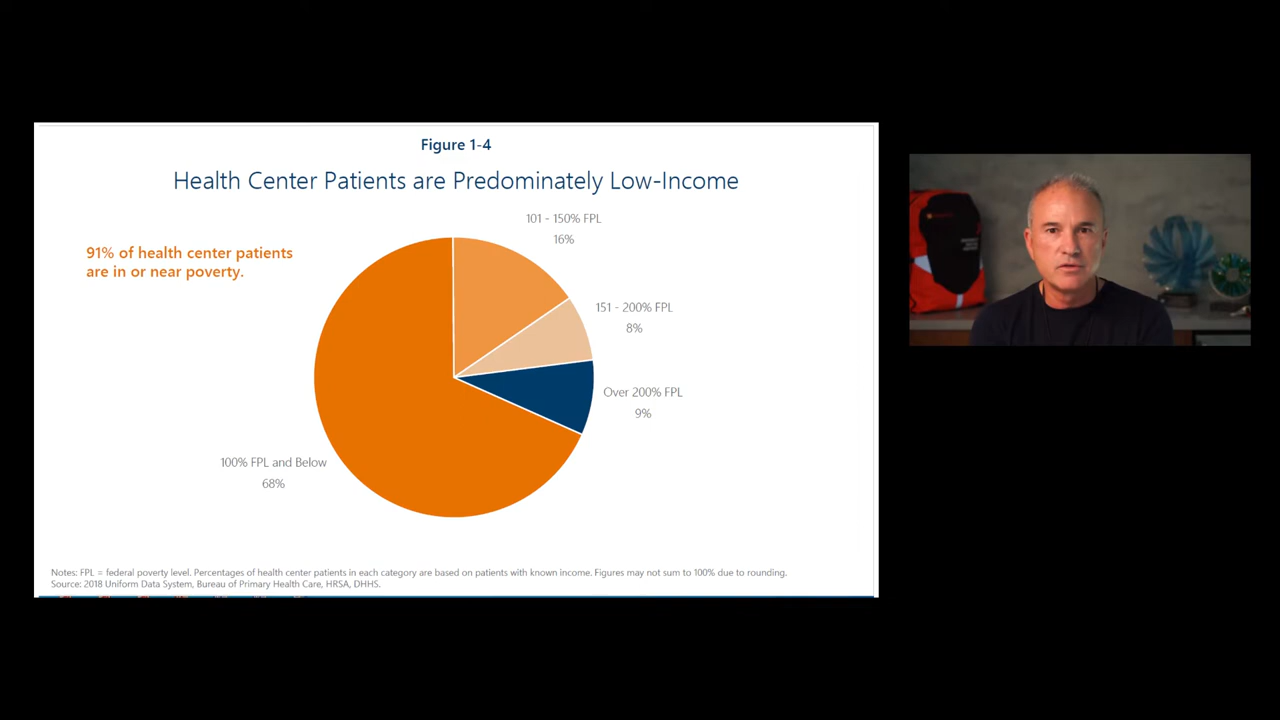 Figure 1-4
Health Center Patients are Predominately Low-Income
91% of health center patients
are in or near poverty.
101 - 150% FPL
16%
151 - 200% FPL
8%
Over 200% FPL
9%
100% FPL and Below
68%
Notes: FPL = federal poverty level. Percentages of health center patients in each category are based on patients with known income. Figures may not sum to 100% due to rounding.
Source: 2018 Uniform Data System, Bureau of Primary Health Care, HRSA, DHHS.